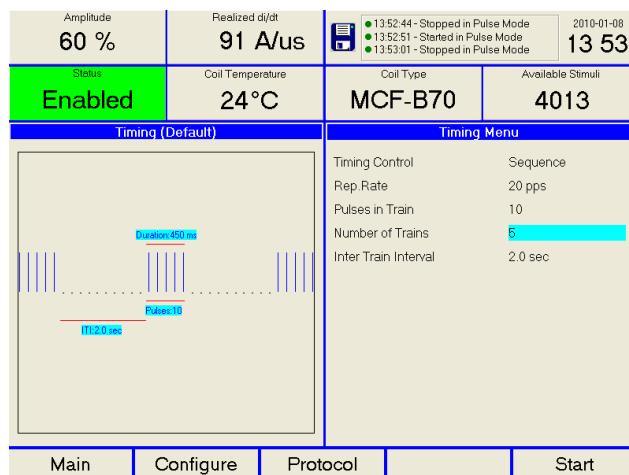 Amplitude
60 %
Realized di/dt
91 A/us
13:52:44 - Stopped in Pulse Mode
13:52:51 - Started in Pulse Mode
13:53:01 - Stopped in Pulse Mode
2010-01-08
13 53
Status
Enabled
Coil Temperature
24°C
Coil Type
MCF-B70
Available Stimuli
4013
Timing (Default)
Duration:450 ms
Pulses:10
ITI:2.0 sec
Timing Menu
Timing Control Sequence
Rep.Rate 20 pps
Pulses in Train 10
Number of Trains 5
Inter Train Interval 2.0 sec
Main Configure Protocol Start